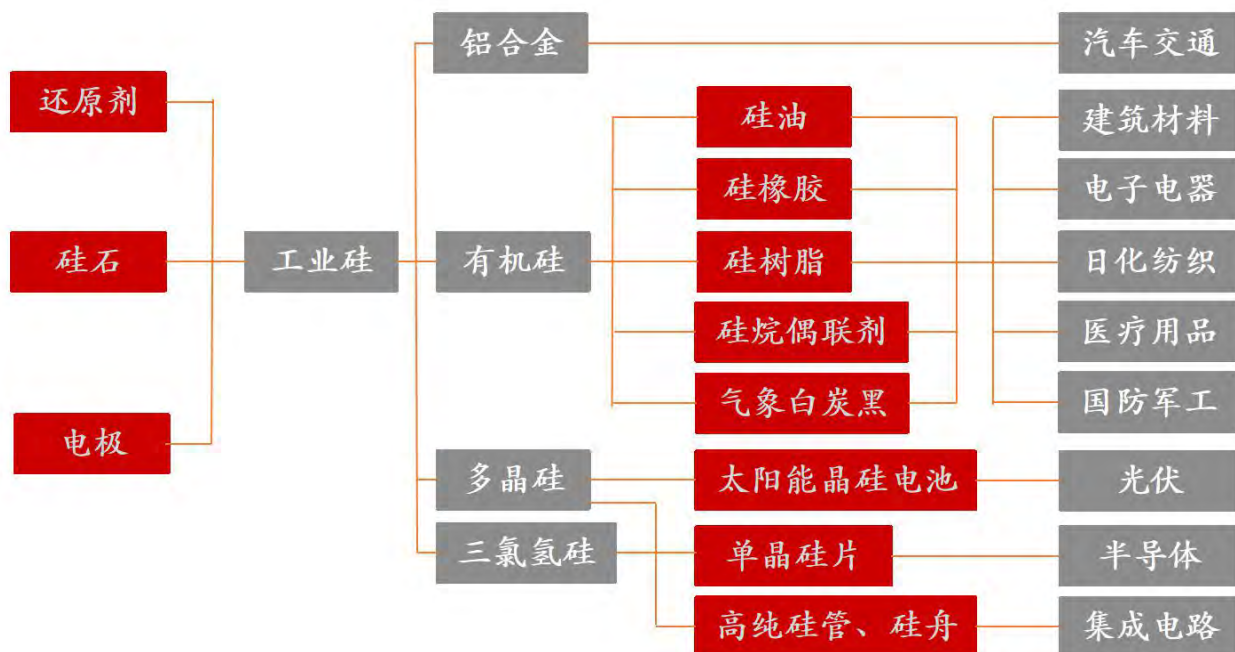 还原剂
硅石
电极
工业硅
铝合金
有机硅
多晶硅
三氯氢硅
硅油
硅橡胶
硅树脂
硅烷偶联剂
气象白炭黑
太阳能晶硅电池
单晶硅片
高纯硅管、硅舟
汽车交通
建筑材料
电子电器
日化纺织
医疗用品
国防军工
光伏
半导体
集成电路